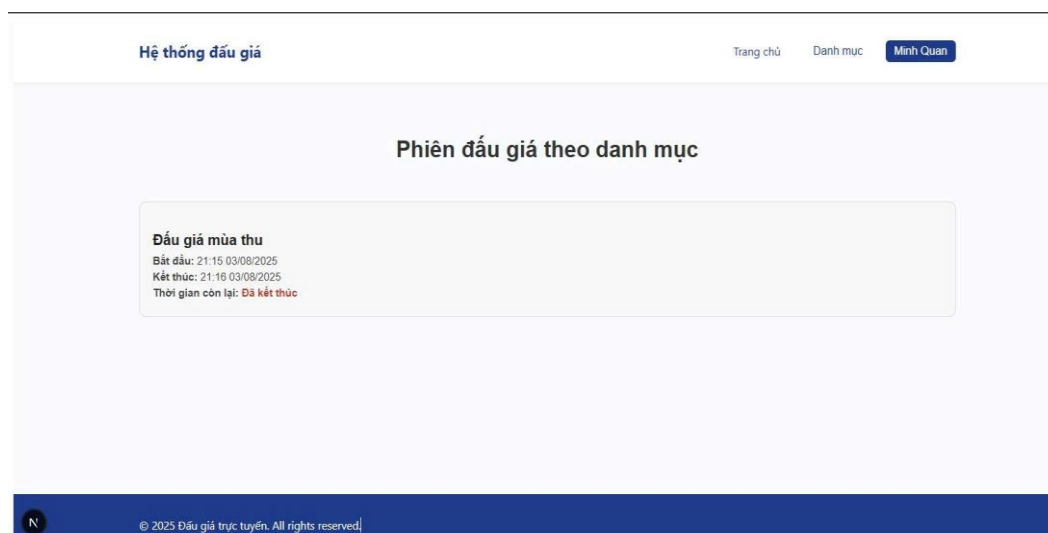 Hệ thống đấu giá
Trang chủ
Danh mục
Minh Quan
Phiên đấu giá theo danh mục
Đấu giá mùa thu
Bắt đầu: 21:15 03/08/2025
Kết thúc: 21:16 03/08/2025
Thời gian còn lại: Đã kết thúc
N
© 2025 Đấu giá trực tuyến. All rights reserved.